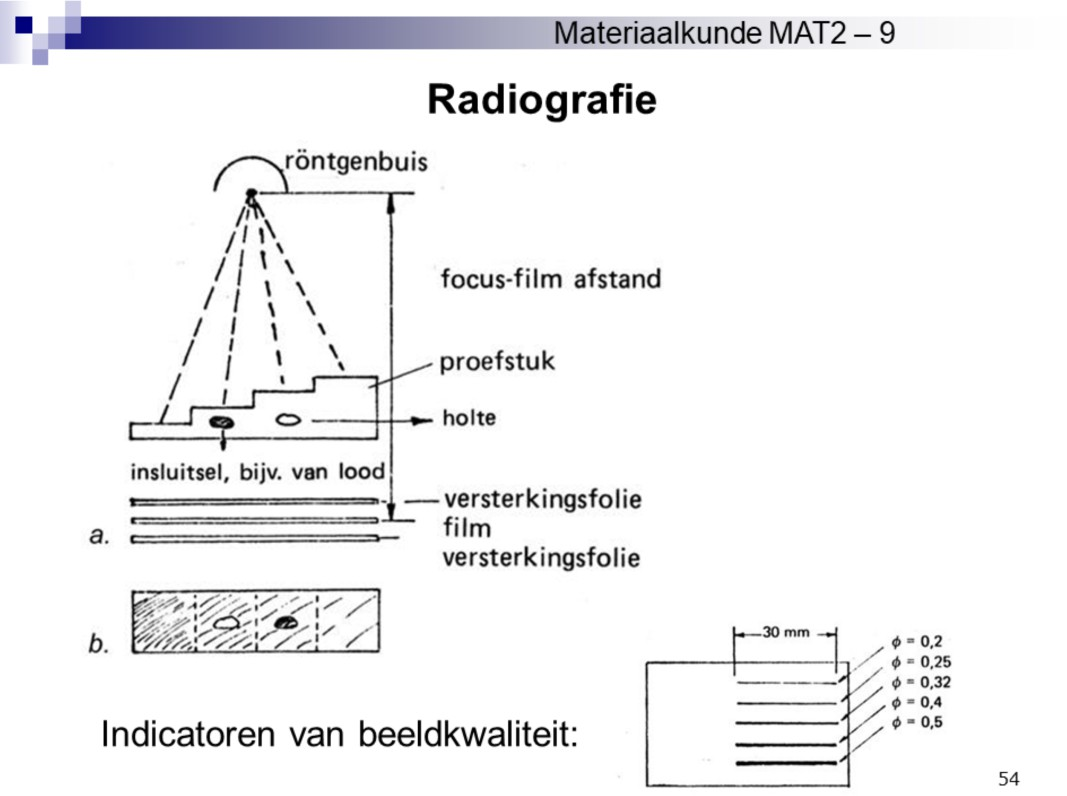 Materiaalkunde MAT2 – 9
Radiografie
röntgenbuis
focus-film afstand
proefstuk
holte
insluitsel, bijv. van lood
versterkingsfolie
film
versterkingsfolie
a.
b.
30 mm
ϕ = 0,2
ϕ = 0,25
ϕ = 0,32
ϕ = 0,4
ϕ = 0,5
Indicatoren van beeldkwaliteit:
54